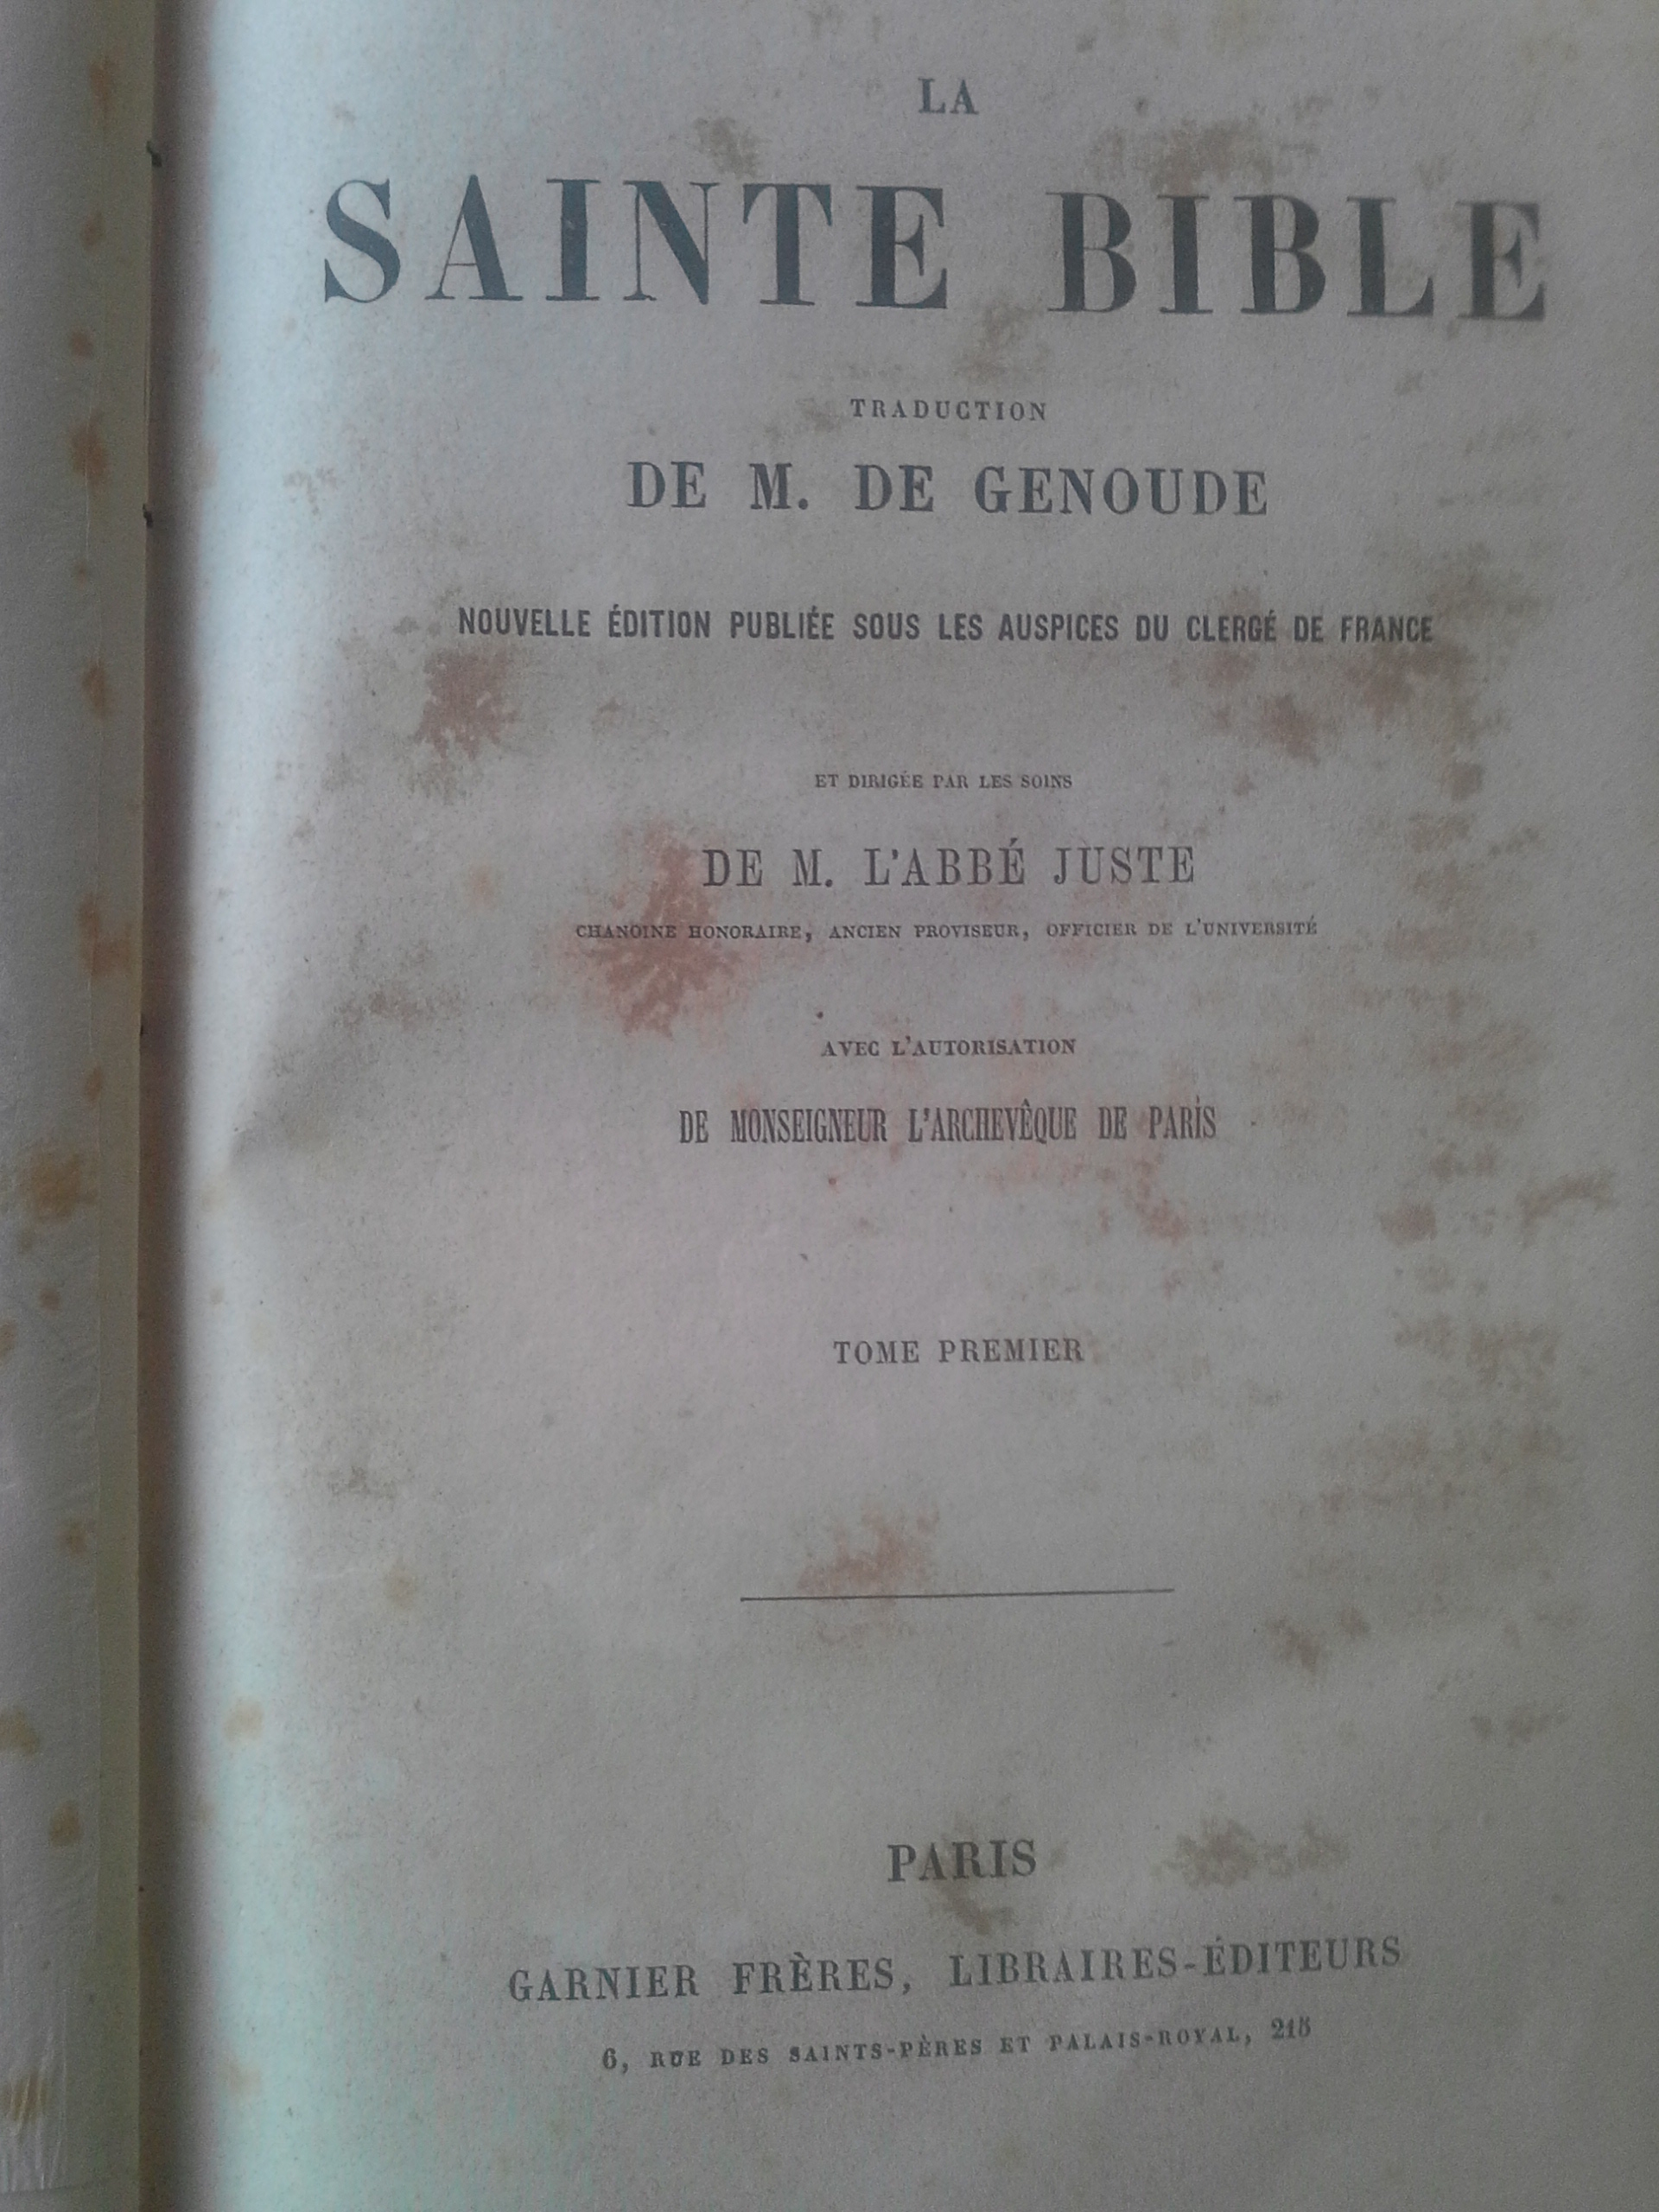 LA
SAINTE BIBLE
TRADUCTION
DE M. DE GENOUDE
NOUVELLE ÉDITION PUBLIÉE SOUS LES AUSPICES DU CLERGÉ DE FRANCE
ET DIRIGÉE PAR LES SOINS
DE M. L'ABBÉ JUSTE
CHANOINE HONORAIRE, ANCIEN PROVISEUR, OFFICIER DE L'UNIVERSITÉ
AVEC L'AUTORISATION
DE MONSEIGNEUR L'ARCHEVÊQUE DE PARIS
TOME PREMIER
PARIS
GARNIER FRÈRES, LIBRAIRES-ÉDITEURS
6, RUE DES SAINTS-PÈRES ET PALAIS-ROYAL, 215